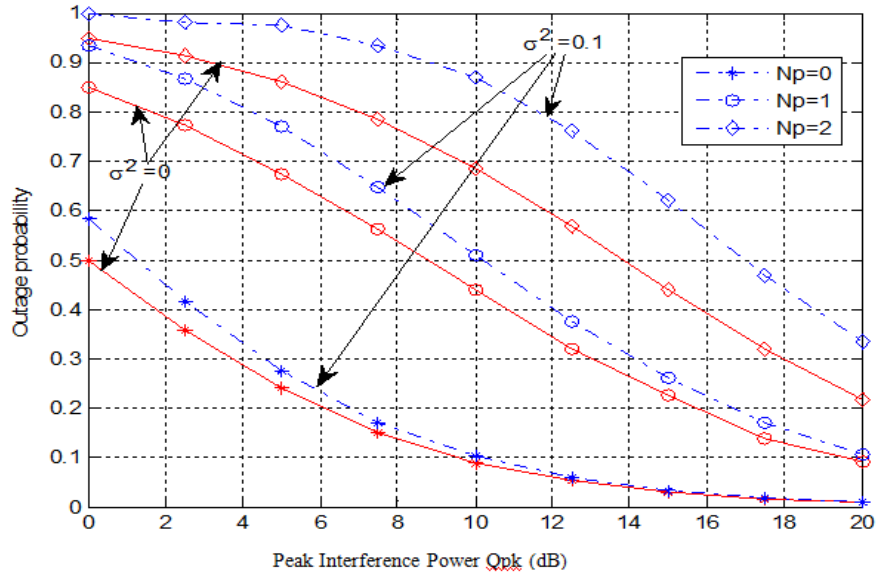 1
0.9
0.8
0.7
0.6
0.5
0.4
0.3
0.2
0.1
0
Outage probability
σ²=0.1
σ²=0
Np=0
Np=1
Np=2
0 2 4 6 8 10 12 14 16 18 20
Peak Interference Power Qpk (dB)